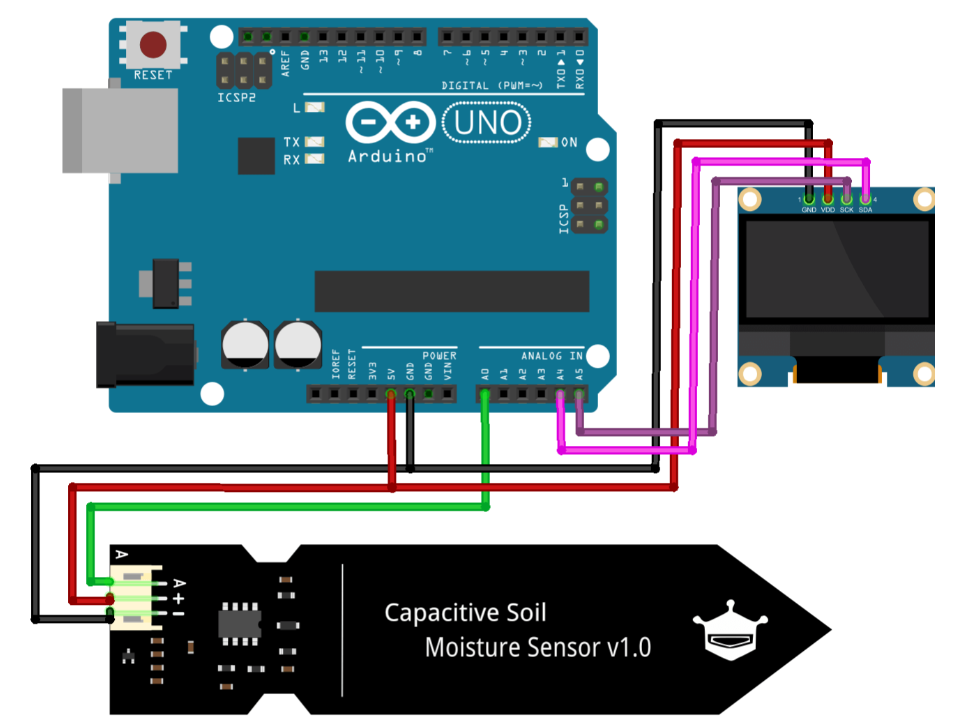 RESET
ICSP2
AREF
GND
13
12
~11
~10
~9
8
7
~6
~5
4
~3
2
TX0▶1
RX0◀0
DIGITAL (PWM=~)
L
TX
RX
Arduino™
UNO
ON
1
ICSP
1
4
GND VDD SCK SDA
POWER
ANALOG IN
IOREF
RESET
3V3
5V
GND
GND
VIN
A0
A1
A2
A3
A4
A5
A
A
+
-
Capacitive Soil
Moisture Sensor v1.0